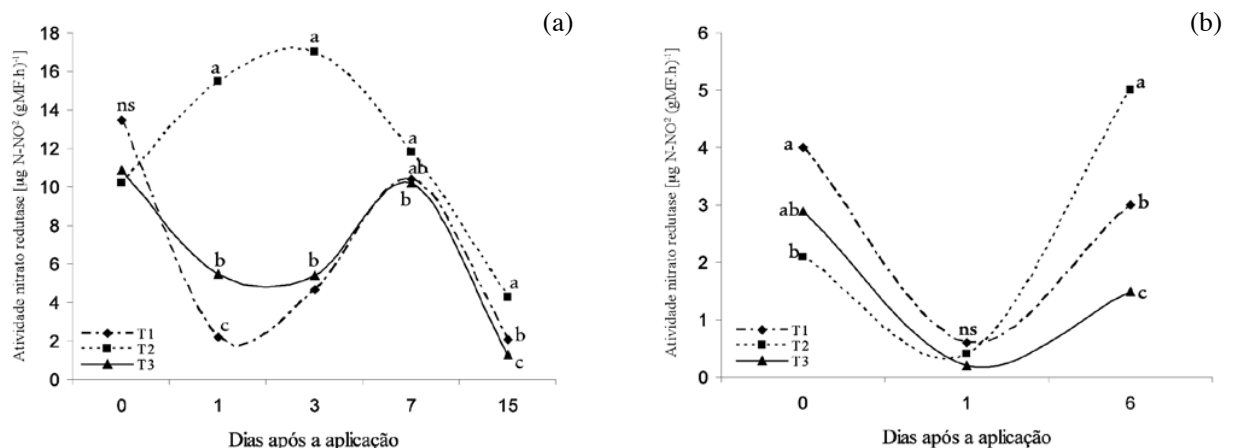 (a)
Atividade nitrato redutase [µg N-NO² (gMF.h)⁻¹]
18
16
14
12
10
8
6
4
2
0
ns
a
a
a
ab
b
b
b
c
a
b
c
T1
T2
T3
0 1 3 7 15
Dias após a aplicação
(b)
Atividade nitrato redutase [µg N-NO² (gMF.h)⁻¹]
6
5
4
3
2
1
0
a
ab
b
ns
a
b
c
T1
T2
T3
0 1 6
Dias após a aplicação